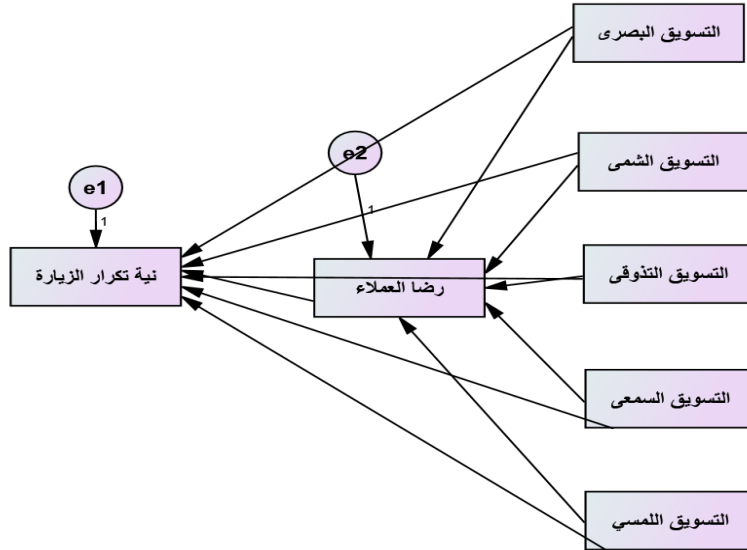 التسويق البصرى
التسويق الشمى
التسويق التذوقى
التسويق السمعى
التسويق اللمسي
e2
1
رضا العملاء
e1
1
نية تكرار الزيارة